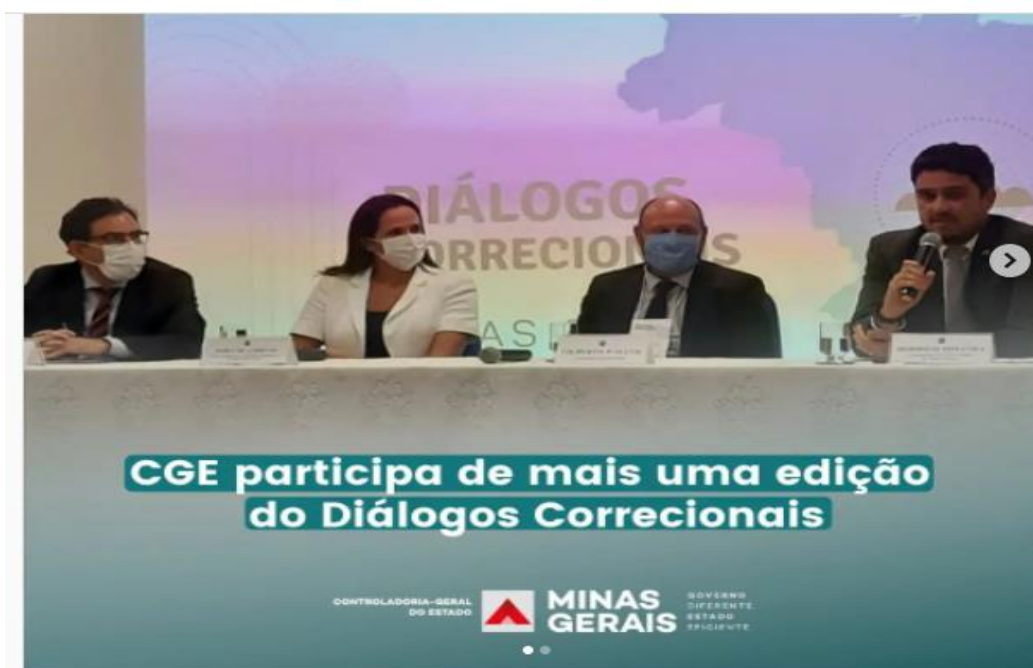 DIÁLOGOS
CORRECIONAIS
CGE participa de mais uma edição
do Diálogos Correcionais
CONTROLADORIA-GERAL
DO ESTADO
MINAS
GERAIS
GOVERNO
DIFERENTE
ESTADO
EFICIENTE